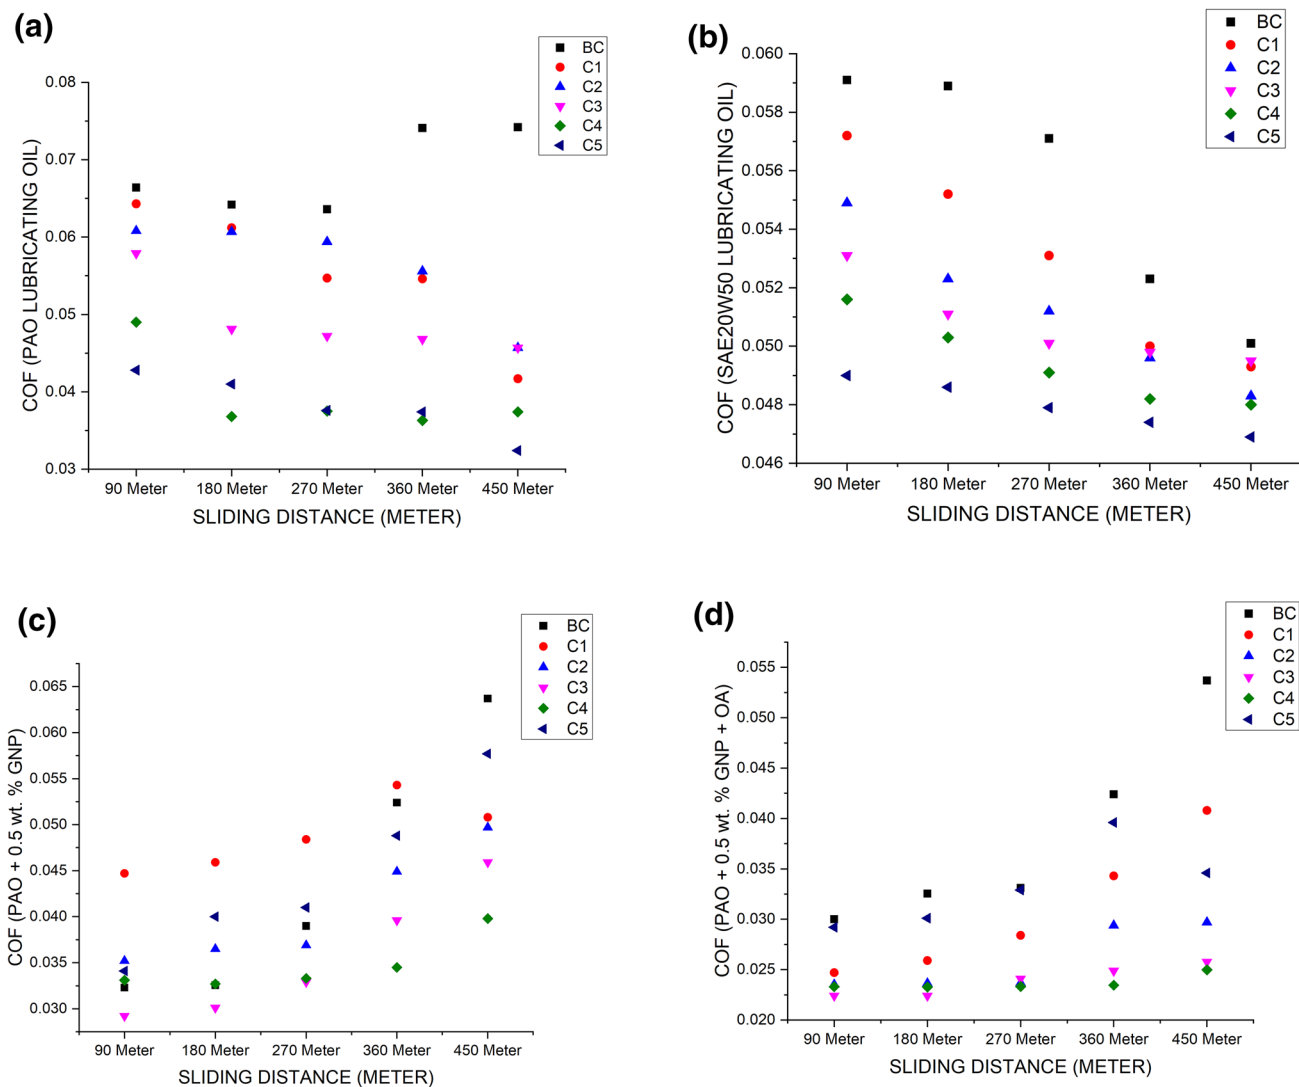 (a)
BC
C1
C2
C3
C4
C5
0.08
0.07
0.06
0.05
0.04
0.03
COF (PAO LUBRICATING OIL)
90 Meter 180 Meter 270 Meter 360 Meter 450 Meter
SLIDING DISTANCE (METER)
(b)
BC
C1
C2
C3
C4
C5
0.060
0.058
0.056
0.054
0.052
0.050
0.048
0.046
COF (SAE20W50 LUBRICATING OIL)
90 Meter 180 Meter 270 Meter 360 Meter 450 Meter
SLIDING DISTANCE (METER)
(c)
BC
C1
C2
C3
C4
C5
0.065
0.060
0.055
0.050
0.045
0.040
0.035
0.030
COF (PAO + 0.5 wt. % GNP)
90 Meter 180 Meter 270 Meter 360 Meter 450 Meter
SLIDING DISTANCE (METER)
(d)
BC
C1
C2
C3
C4
C5
0.055
0.050
0.045
0.040
0.035
0.030
0.025
0.020
COF (PAO + 0.5 wt. % GNP + OA)
90 Meter 180 Meter 270 Meter 360 Meter 450 Meter
SLIDING DISTANCE (METER)